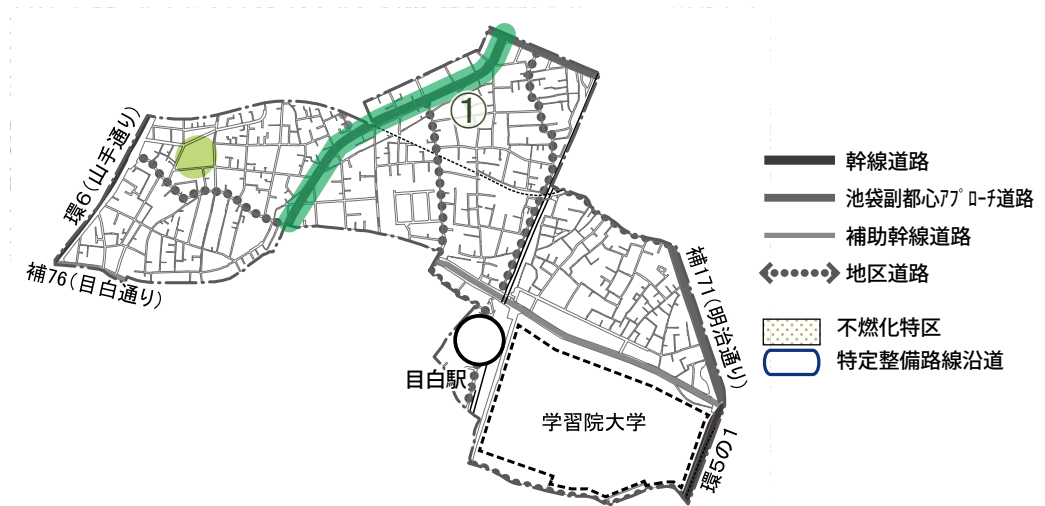 ①
環6(山手通り)
補76(目白通り)
補171(明治通り)
目白駅
学習院大学
環5の1
幹線道路
池袋副都心ｱﾌﾟﾛｰﾁ道路
補助幹線道路
地区道路
不燃化特区
特定整備路線沿道